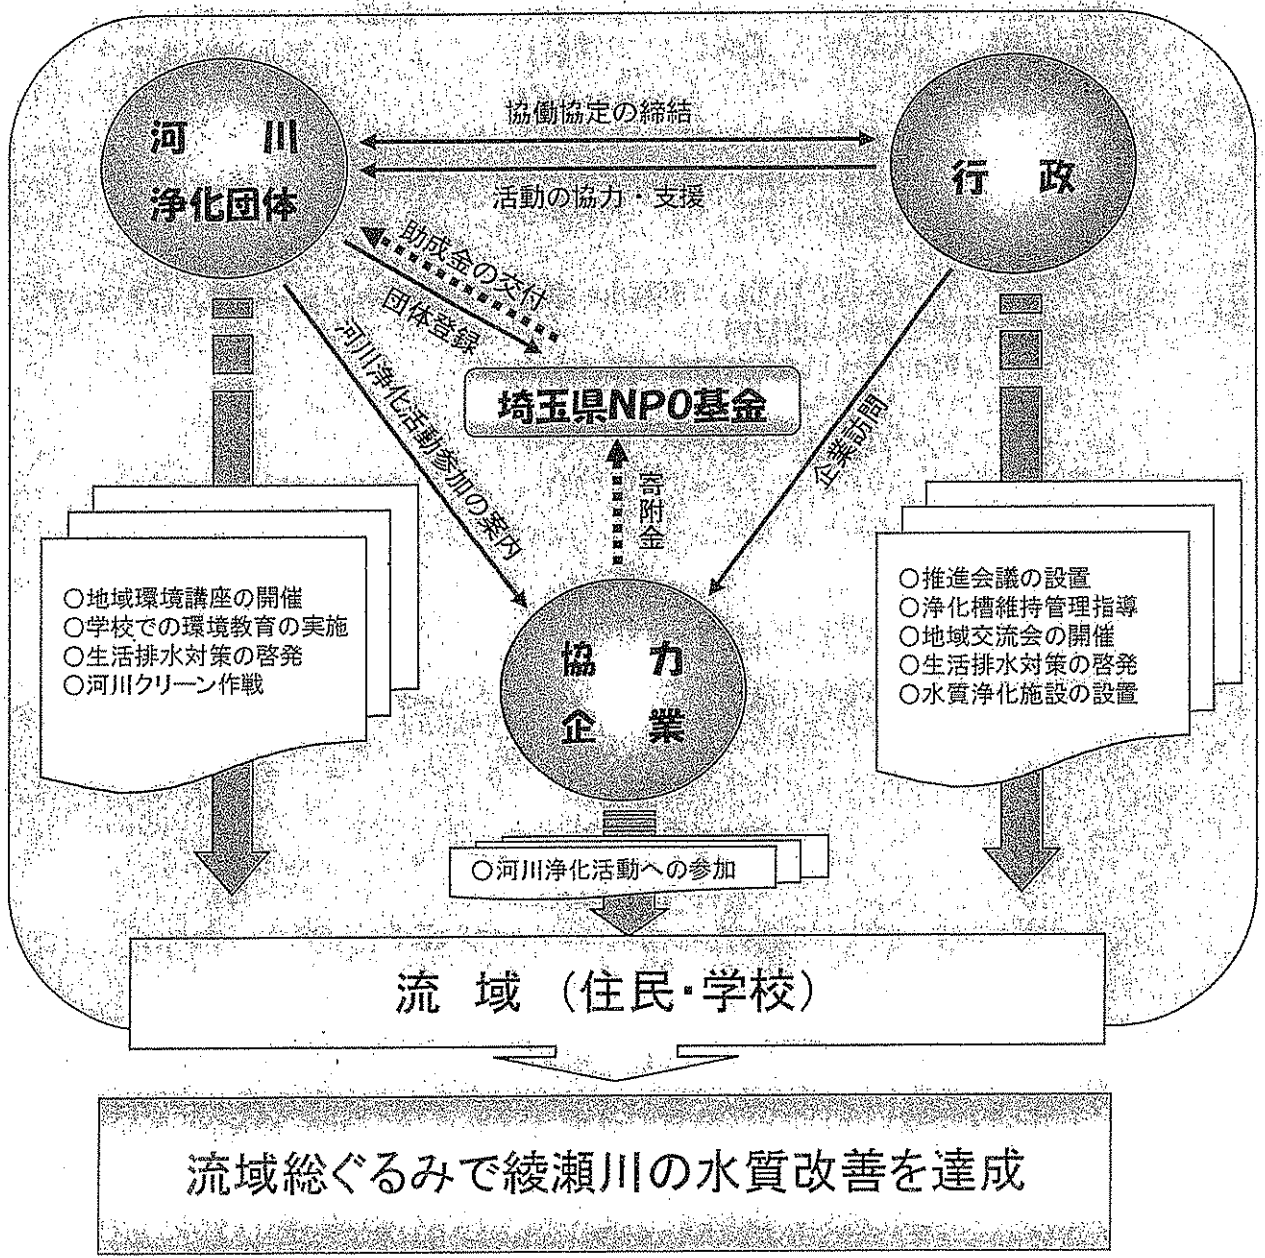 河　川
浄化団体
協働協定の締結
活動の協力・支援
行　政
助成金の交付
団体登録
河川浄化活動参加の案内
埼玉県NPO基金
企業訪問
寄附金
○地域環境講座の開催
○学校での環境教育の実施
○生活排水対策の啓発
○河川クリーン作戦
協　力
企　業
○推進会議の設置
○浄化槽維持管理指導
○地域交流会の開催
○生活排水対策の啓発
○水質浄化施設の設置
○河川浄化活動への参加
流 域 （住民・学校）
流域総ぐるみで綾瀬川の水質改善を達成